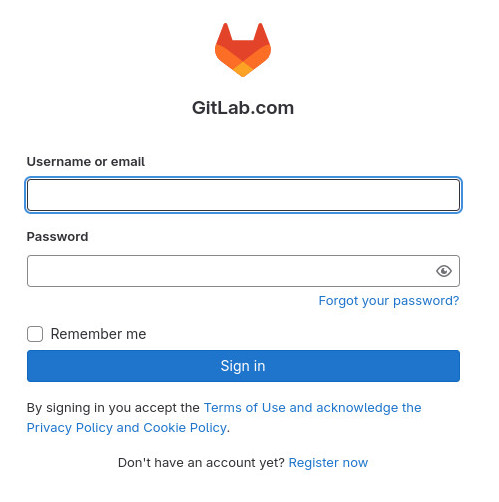 GitLab.com
Username or email
Password
Forgot your password?
Remember me
Sign in
By signing in you accept the Terms of Use and acknowledge the
Privacy Policy and Cookie Policy.
Don't have an account yet? Register now